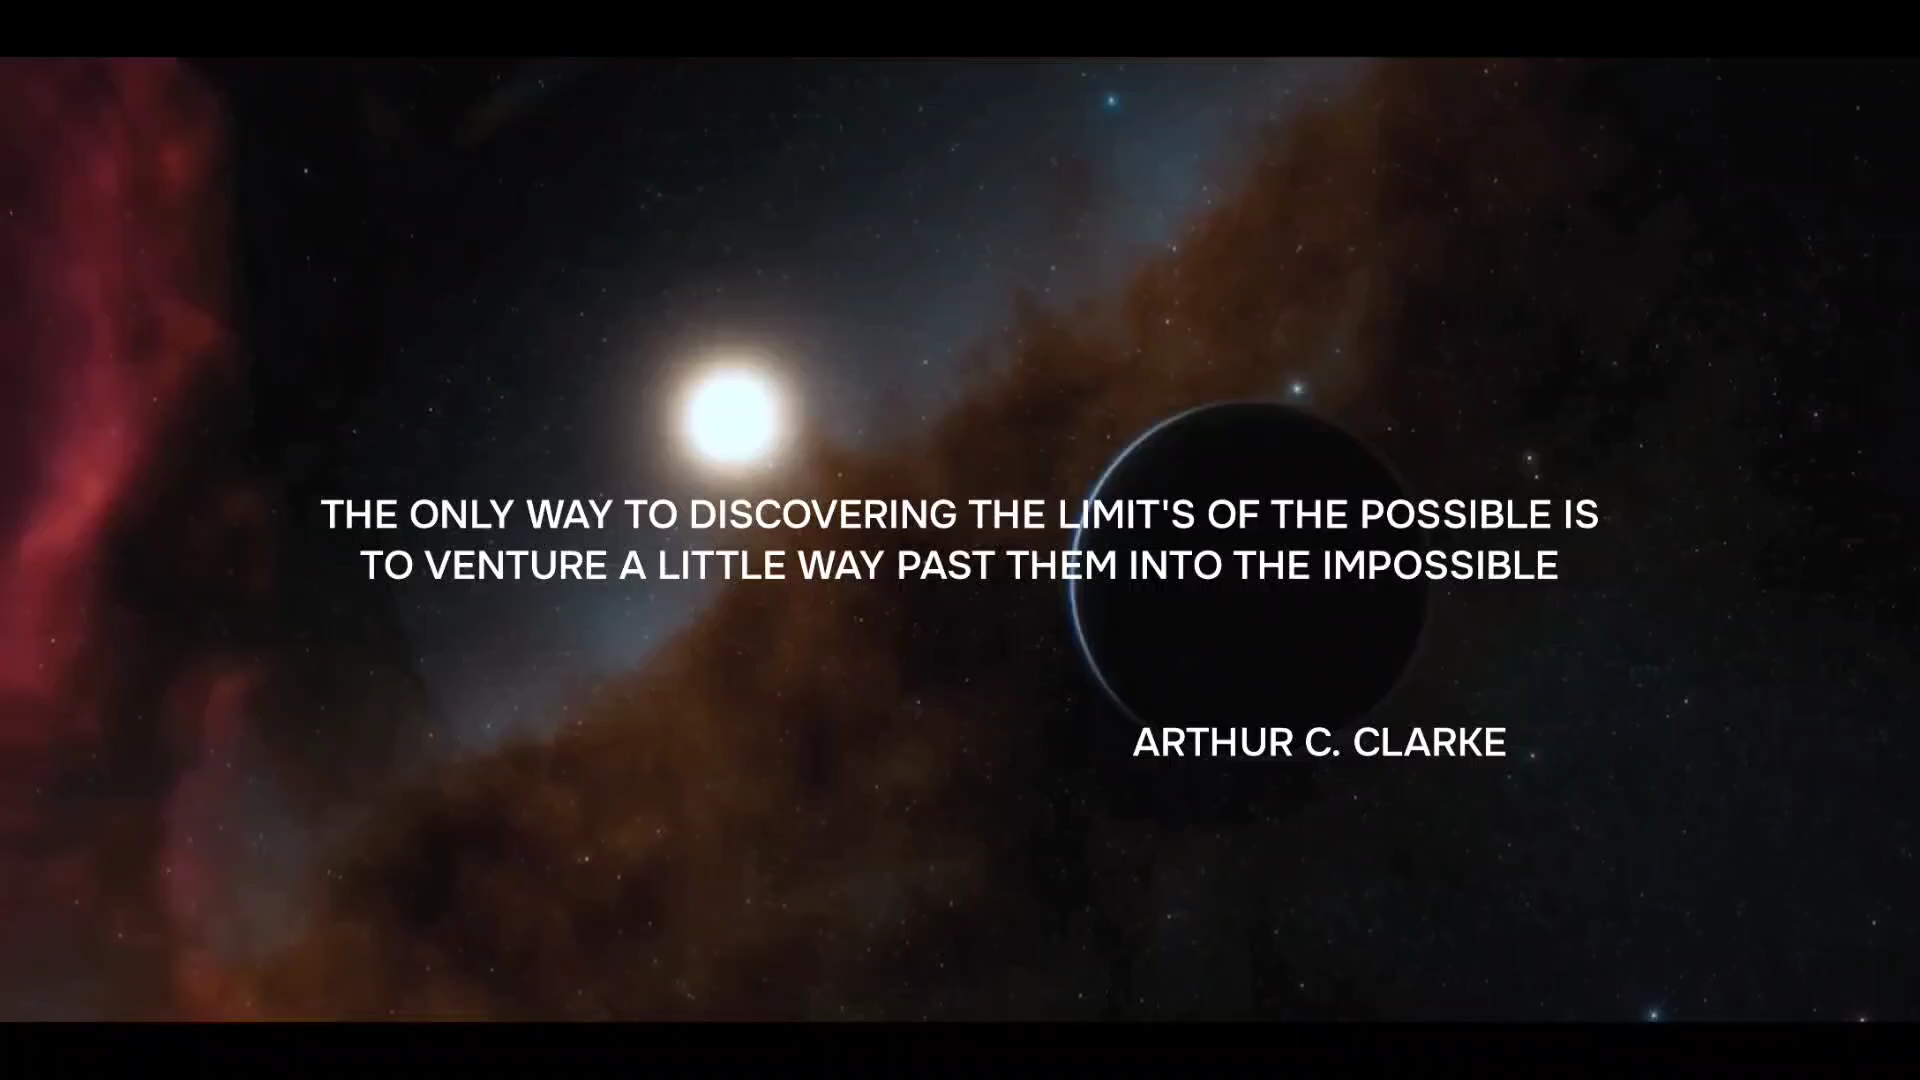 THE ONLY WAY TO DISCOVERING THE LIMIT'S OF THE POSSIBLE IS
TO VENTURE A LITTLE WAY PAST THEM INTO THE IMPOSSIBLE
ARTHUR C. CLARKE